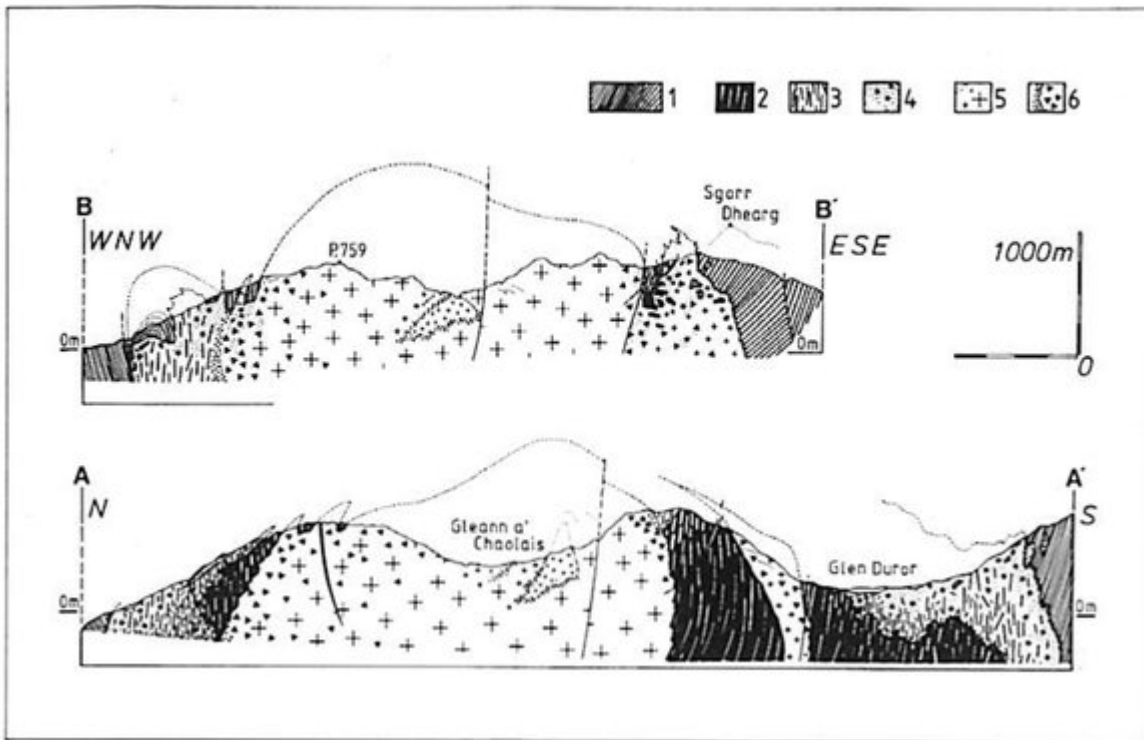 1 2 3 4 5 6
B
WNW
P.759
Sgorr
Dhearg
B´
ESE
1000m
0m
0m
0
A
N
Gleann a'
Chaolais
A´
S
Glen Duror
0m
0m